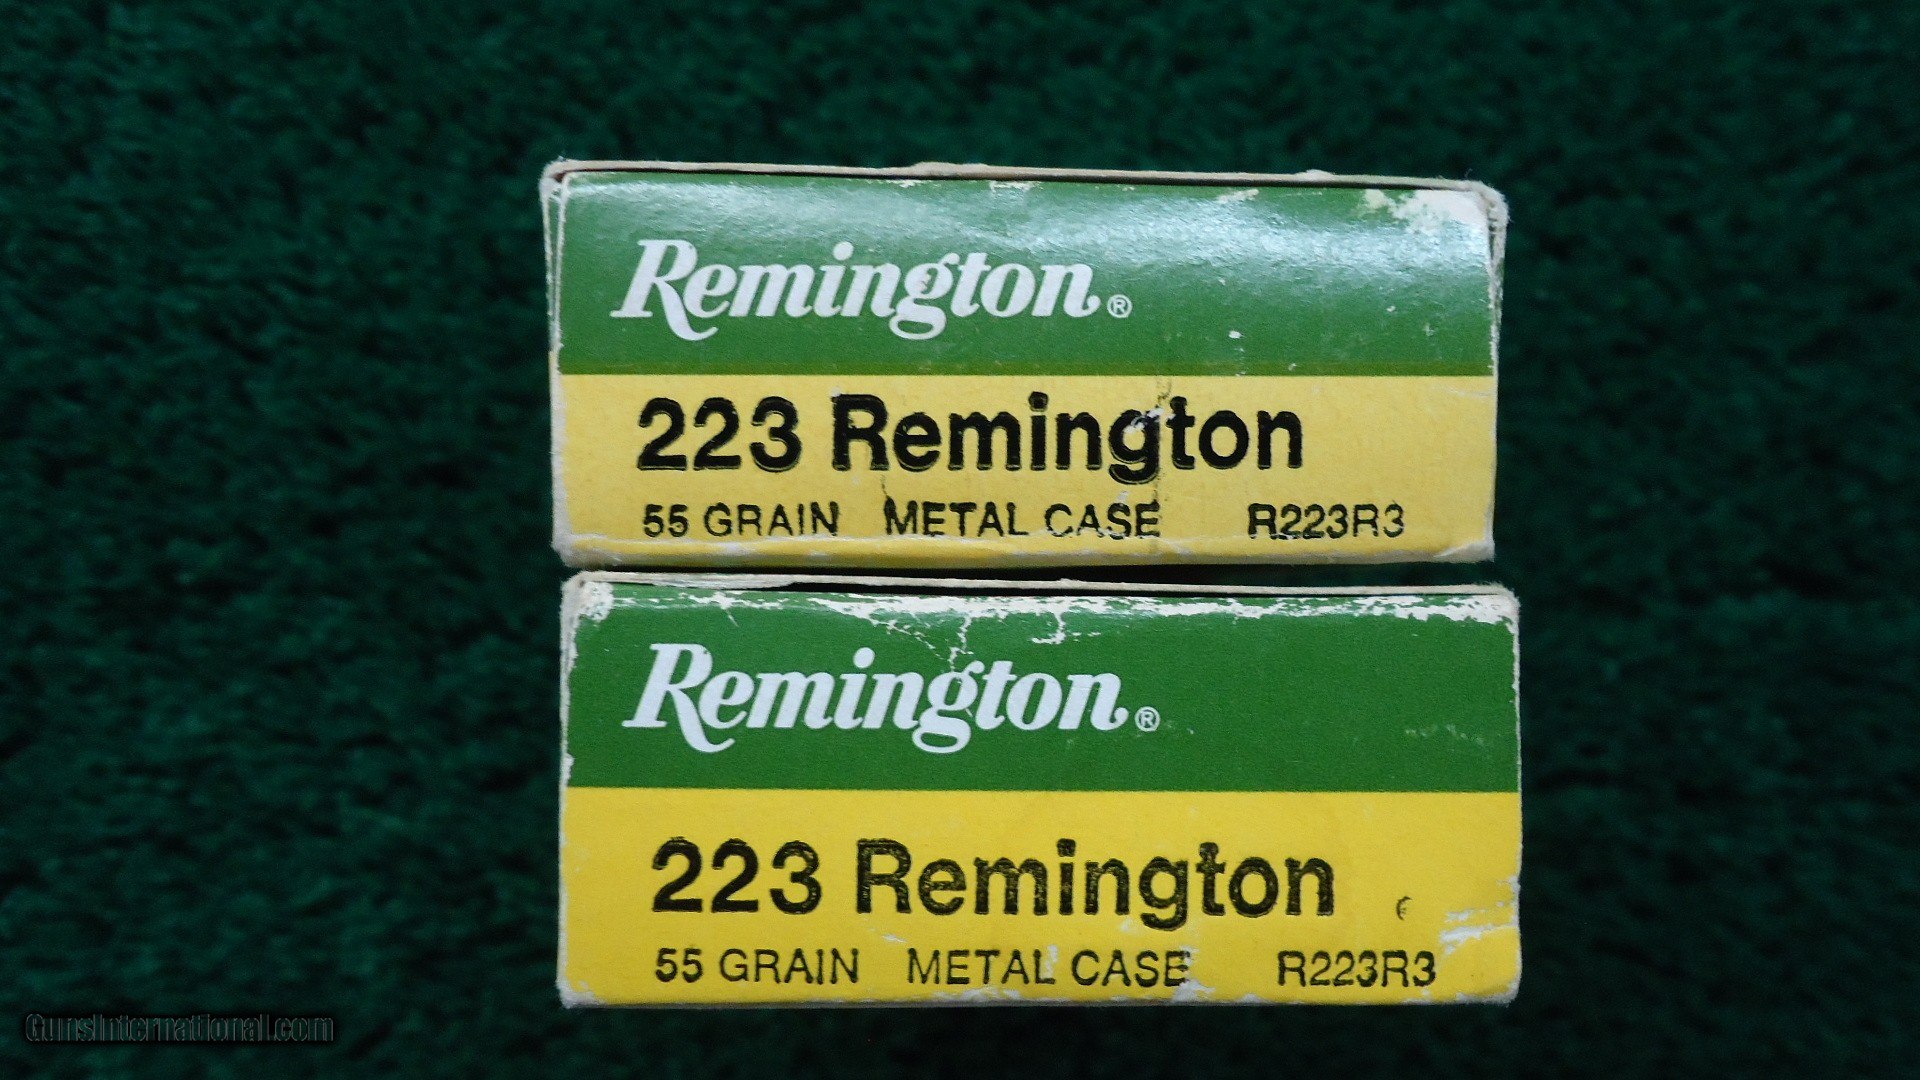 Remington®
223 Remington
55 GRAIN METAL CASE R223R3
Remington®
223 Remington
55 GRAIN METAL CASE R223R3
GunsInternational.com